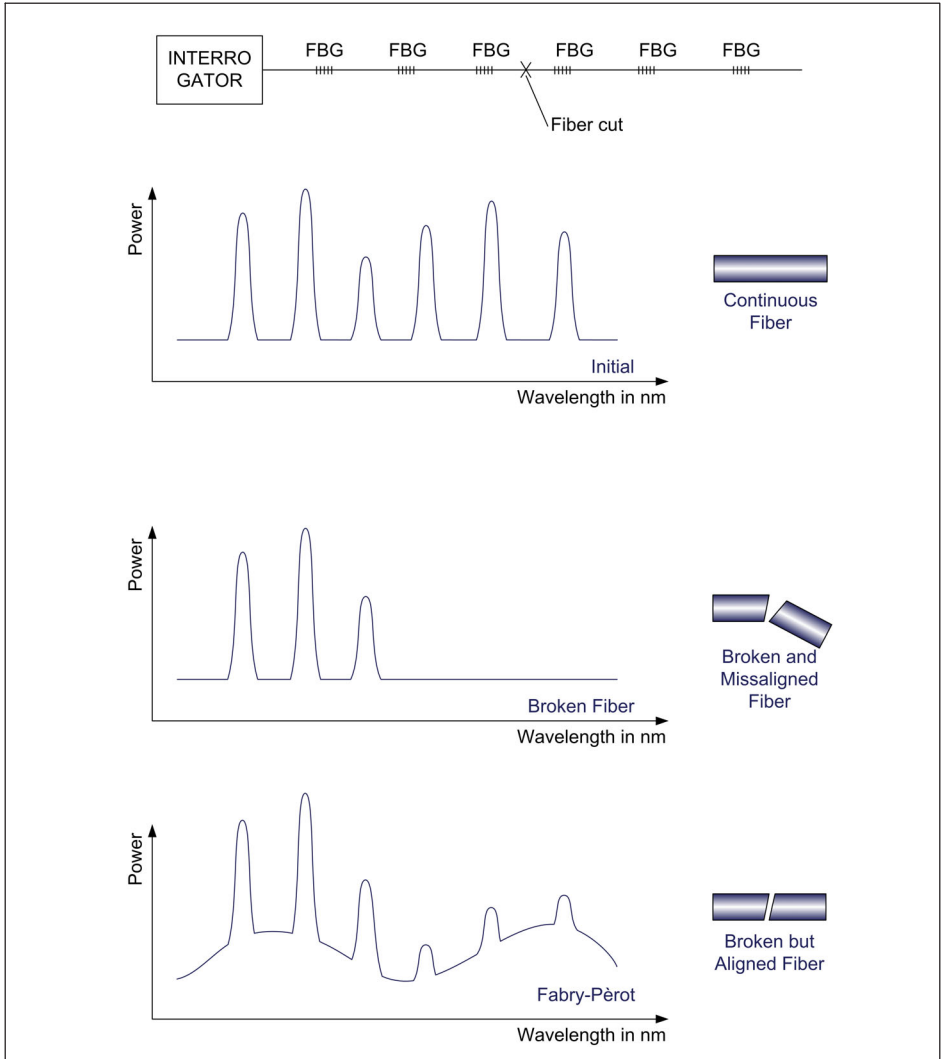 INTERRO
GATOR
FBG FBG FBG FBG FBG FBG
Fiber cut
Power
Continuous
Fiber
Initial
Wavelength in nm
Power
Broken and
Missaligned
Fiber
Broken Fiber
Wavelength in nm
Power
Broken but
Aligned Fiber
Fabry-Pèrot
Wavelength in nm